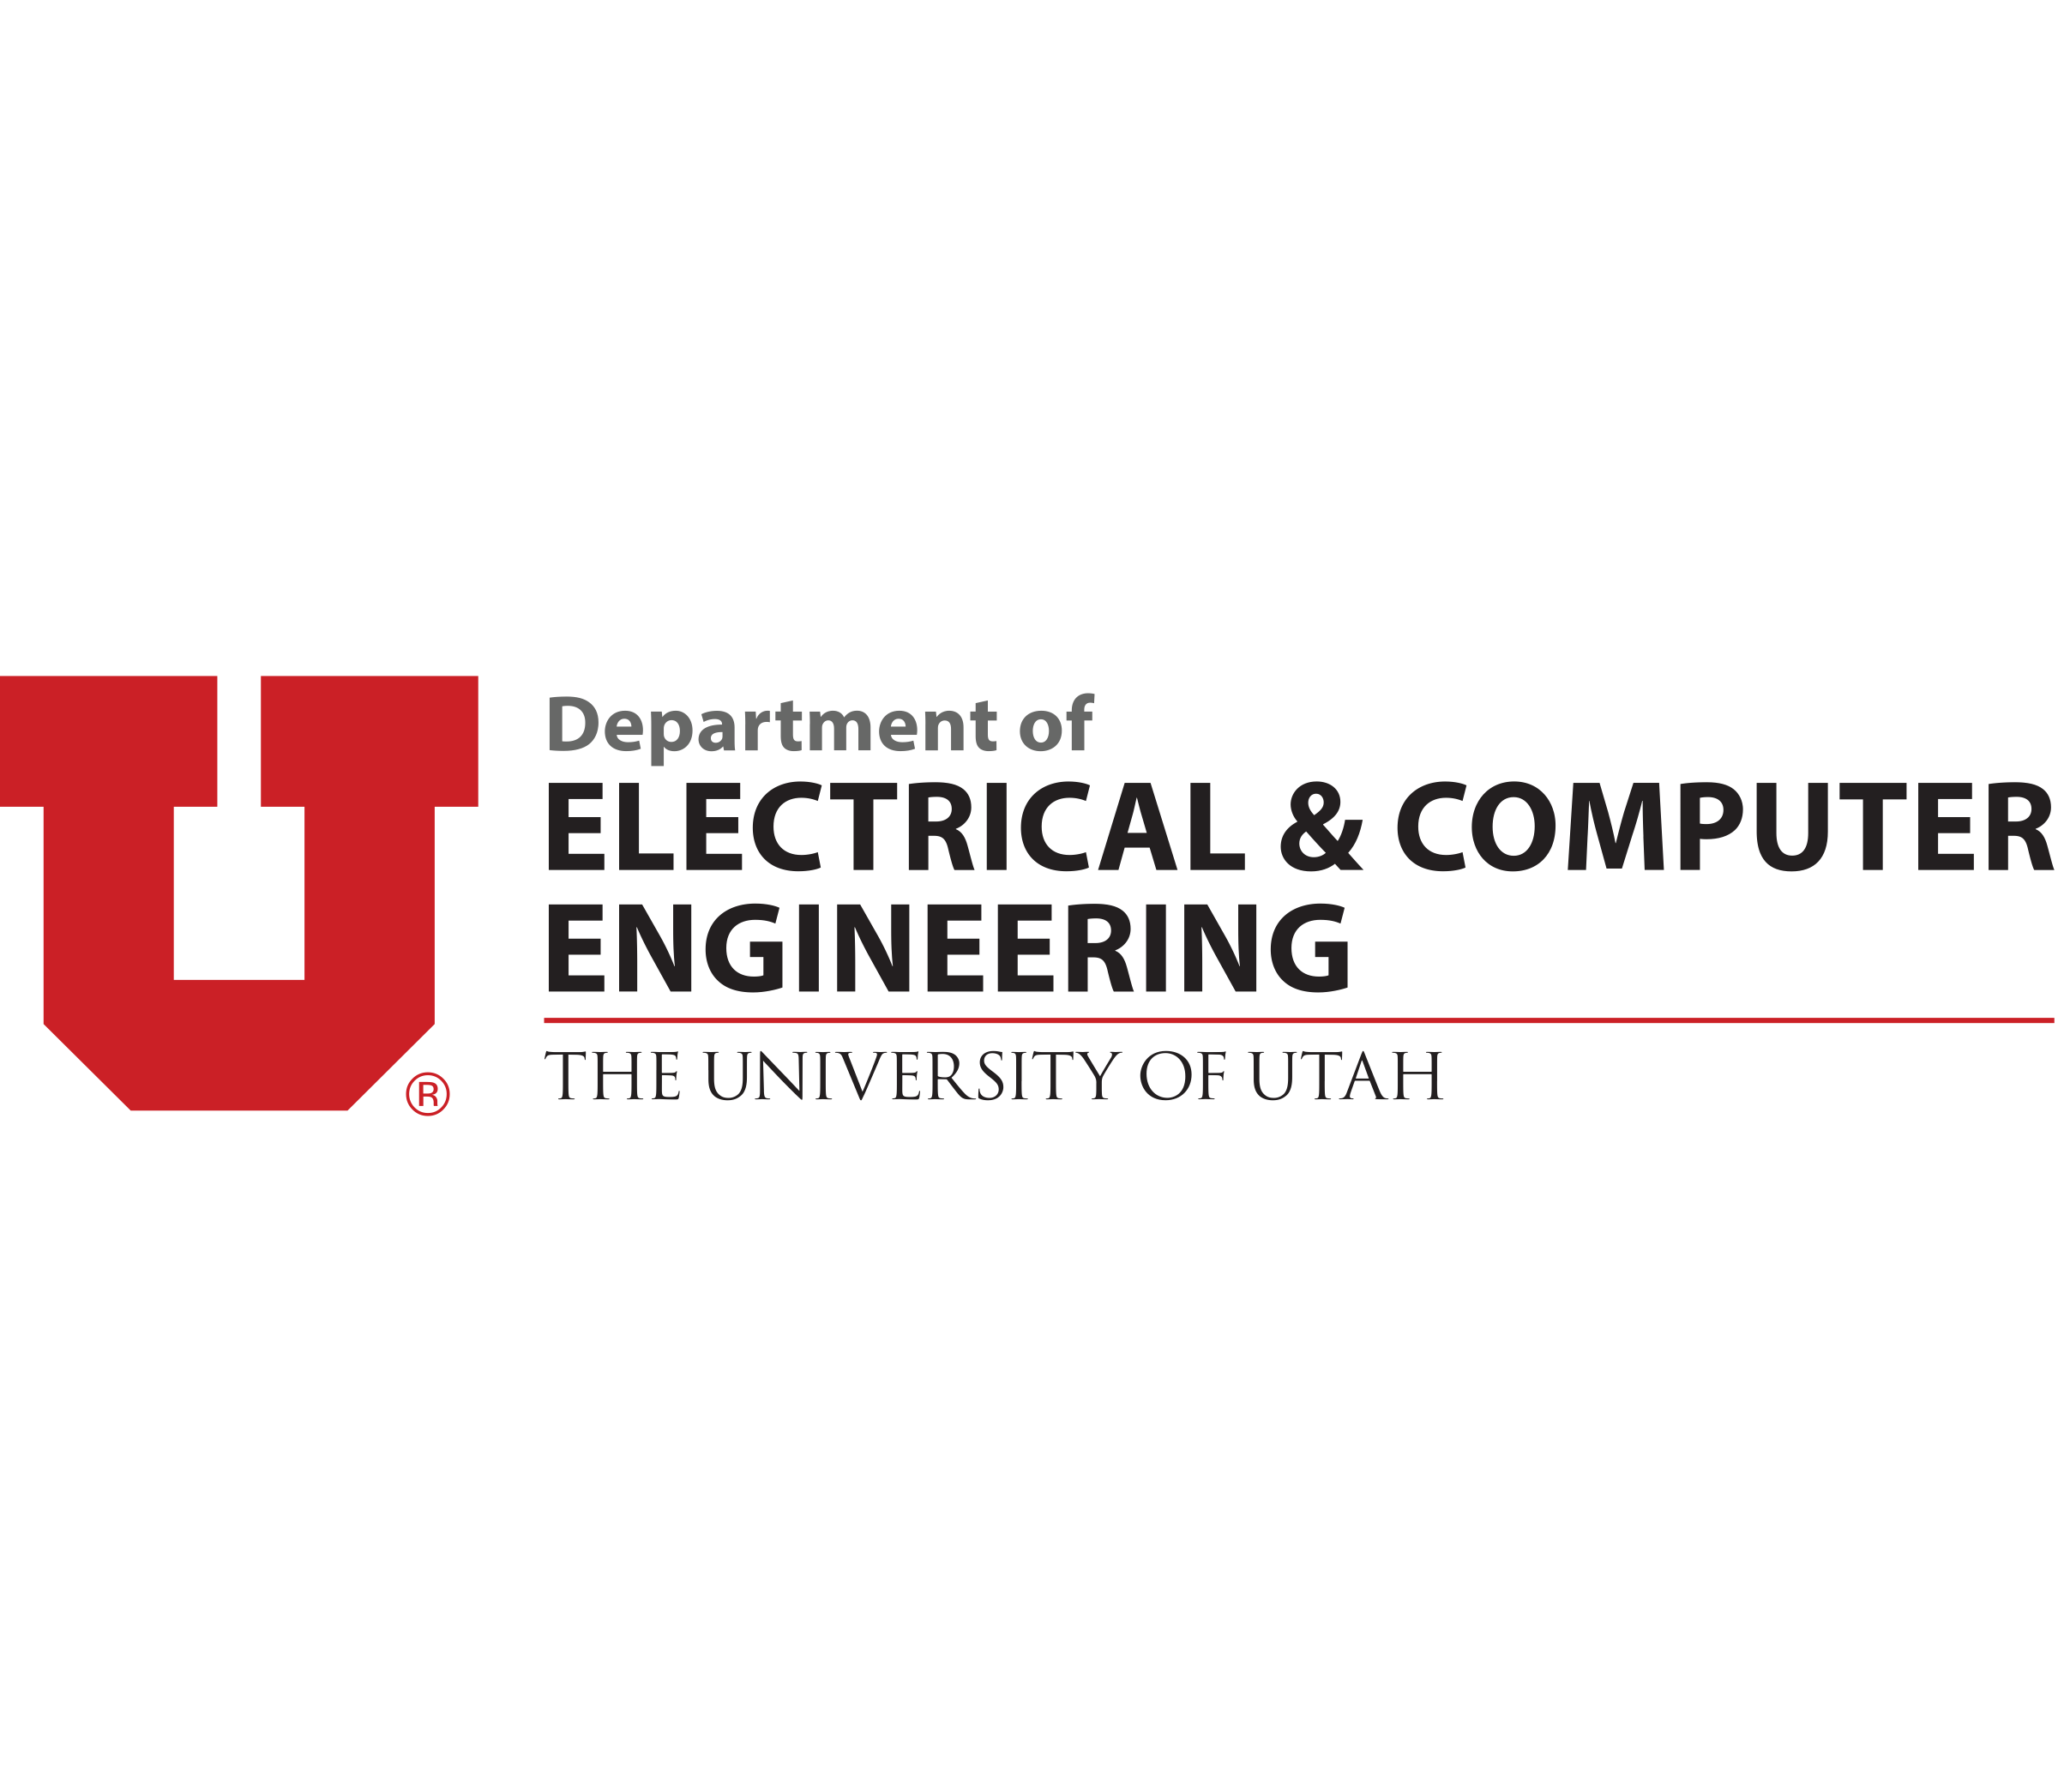 Department of
ELECTRICAL & COMPUTER
ENGINEERING
THE UNIVERSITY OF UTAH
U
®